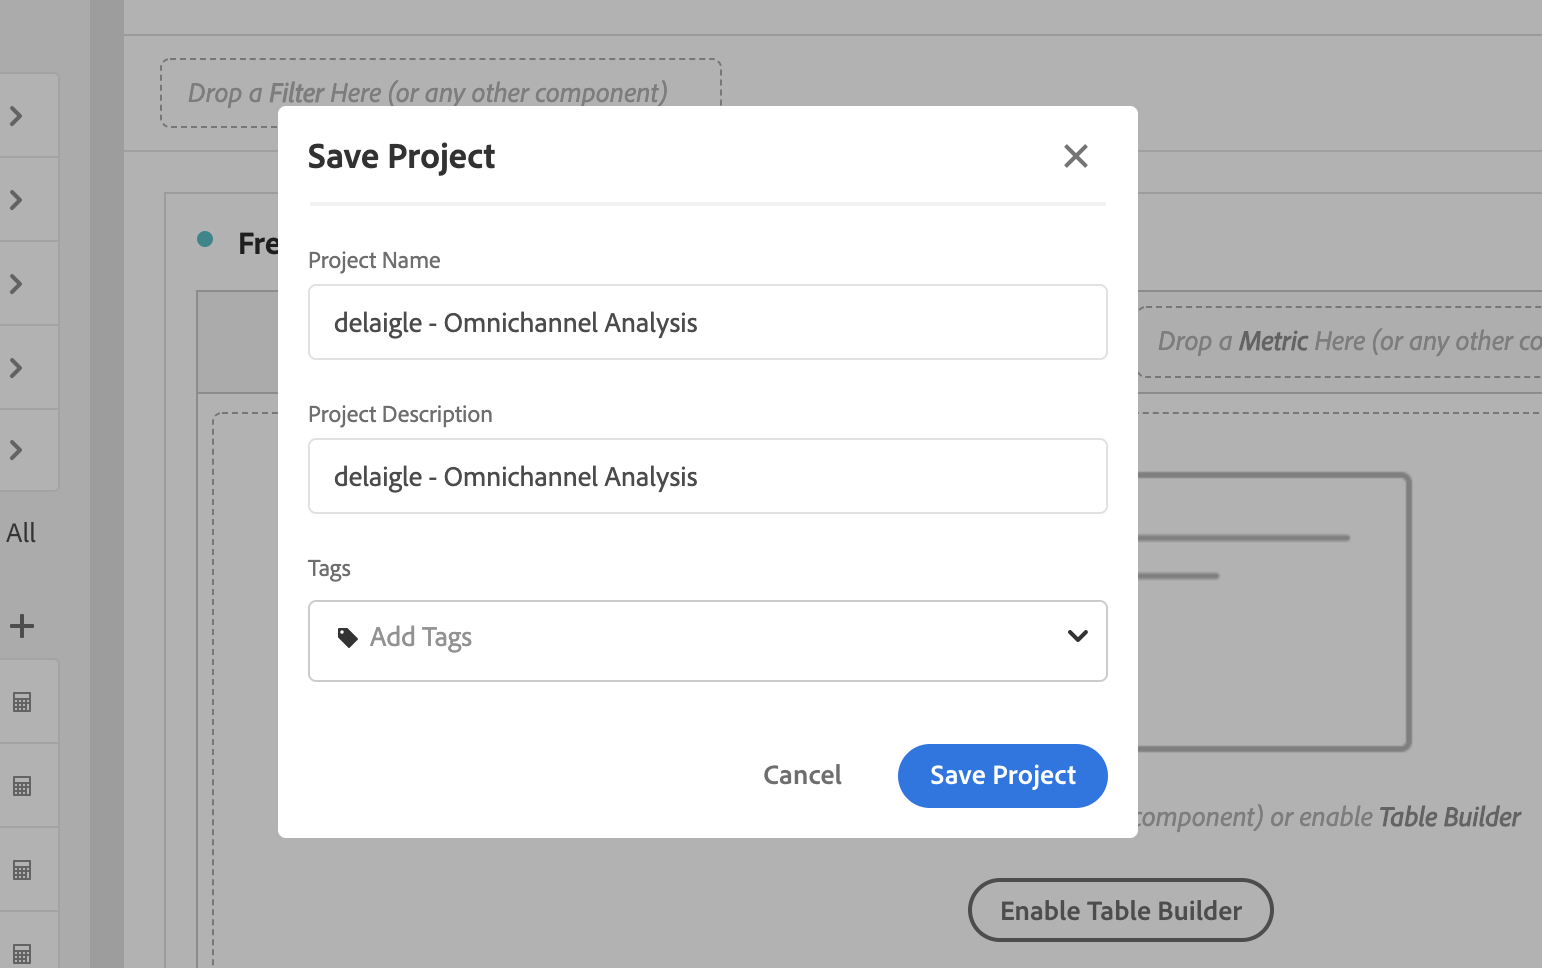 Drop a Filter Here (or any other component)
Save Project
Fre
Project Name
delaigle - Omnichannel Analysis
Drop a Metric Here (or any other co
Project Description
delaigle - Omnichannel Analysis
All
Tags
Add Tags
Cancel
Save Project
component) or enable Table Builder
Enable Table Builder